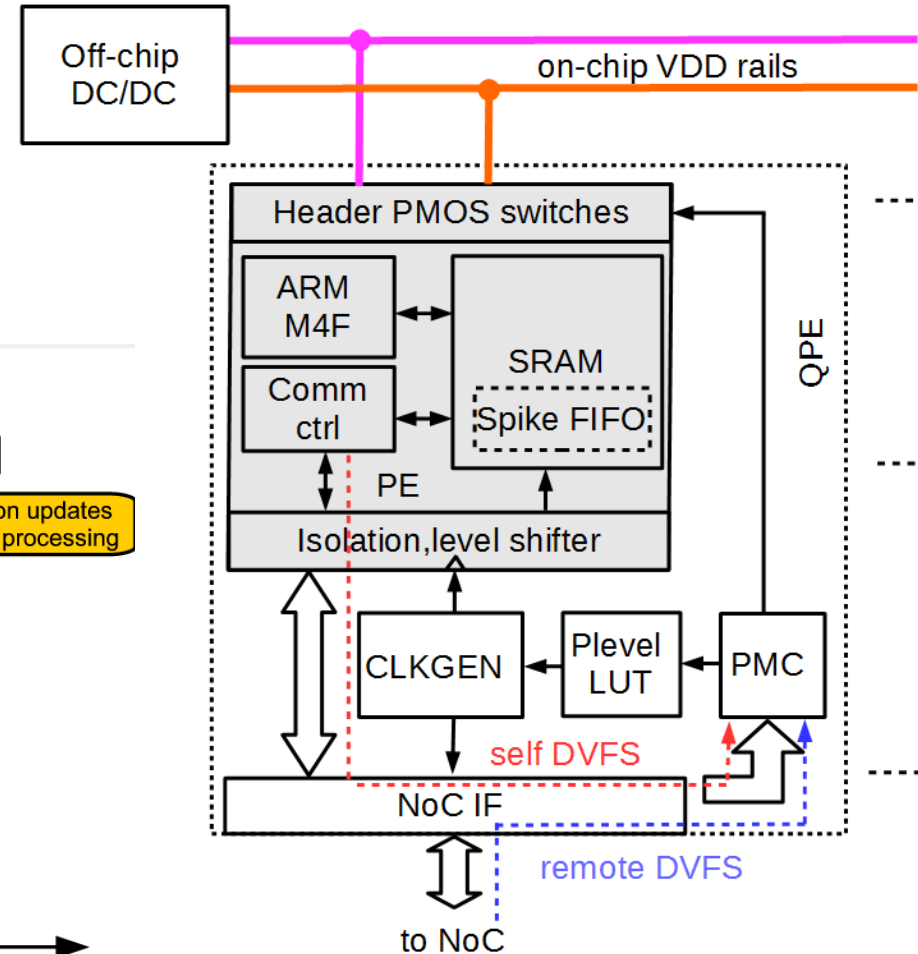 Off-chip
DC/DC
on-chip VDD rails
Header PMOS switches
ARM
M4F
SRAM
Spike FIFO
Comm
ctrl
PE
QPE
on updates
processing
Isolation,level shifter
CLKGEN
Plevel
LUT
PMC
self DVFS
NoC IF
remote DVFS
to NoC